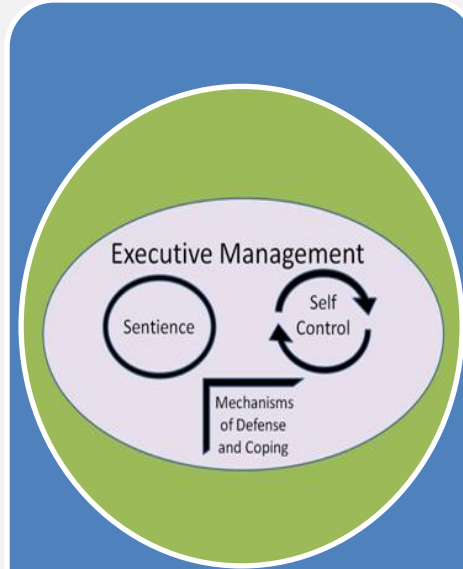 Executive Management
Sentience
Self
Control
Mechanisms
of Defense
and Coping